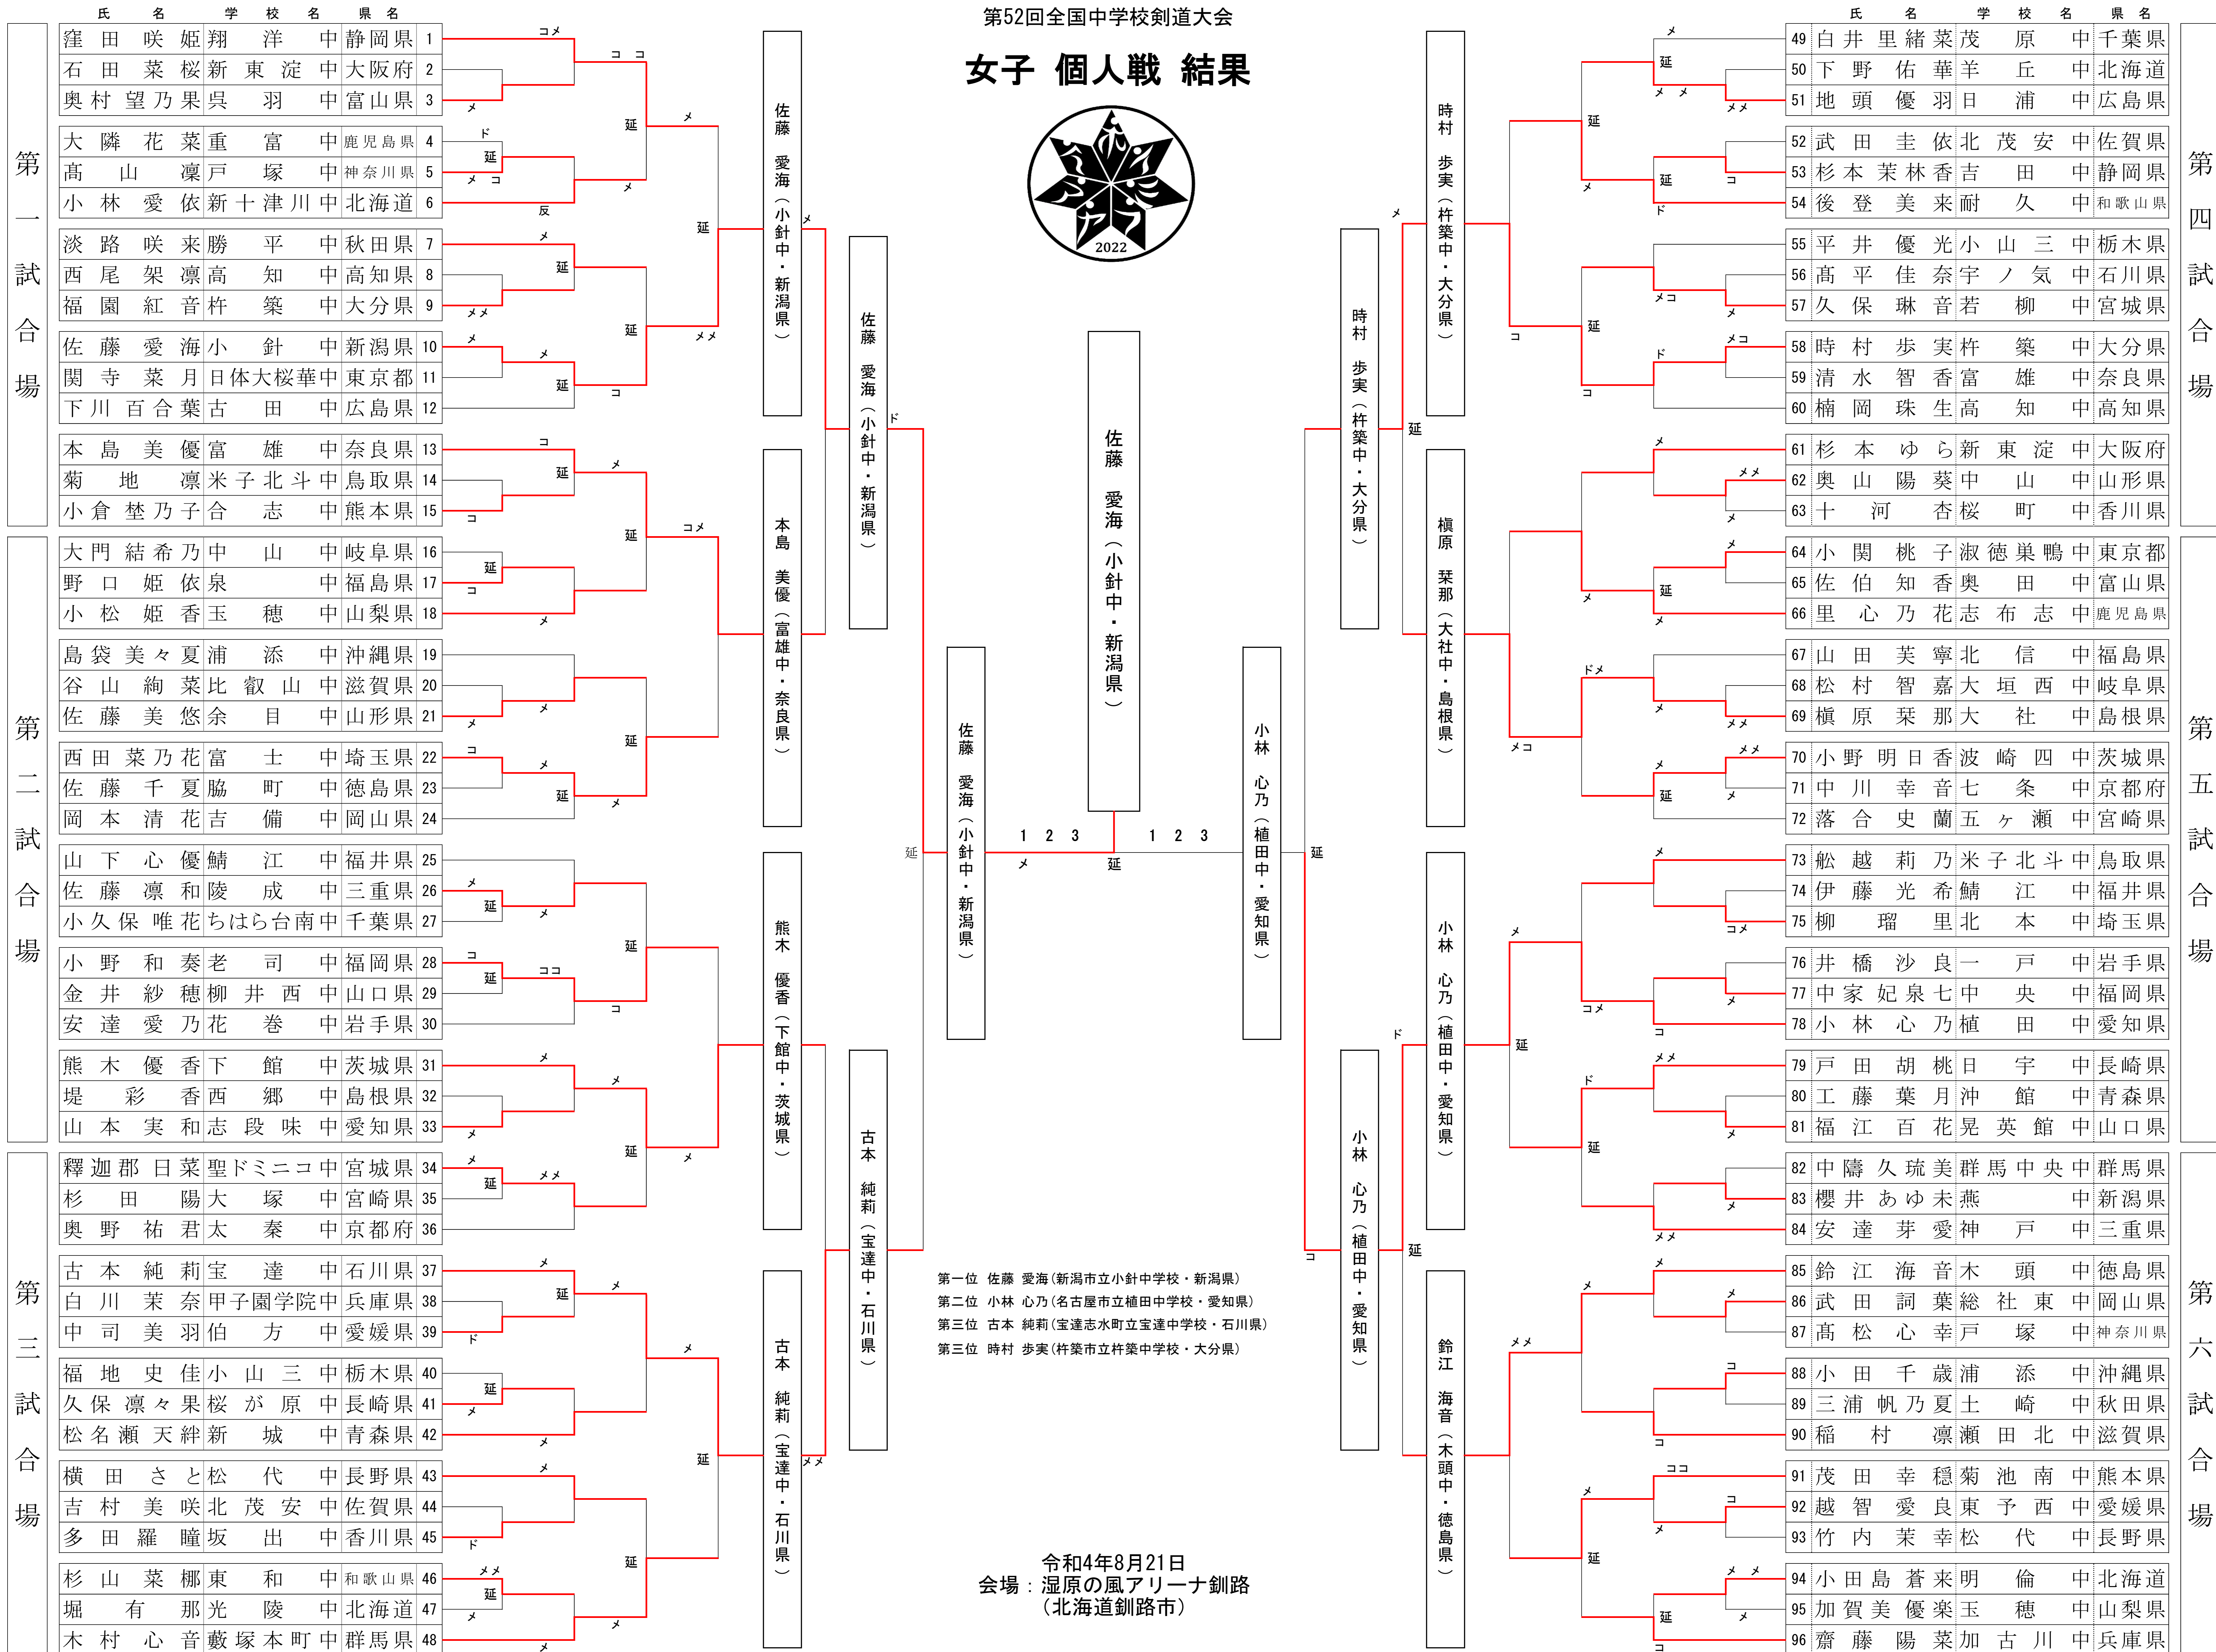 第52回全国中学校剣道大会
女子 個人戦 結果
2022
氏名 学校名 県名
第一試合場
窪田咲姫 翔洋中 静岡県 1
石田菜桜 新東淀中 大阪府 2
奥村望乃果 呉羽中 富山県 3
大隣花菜 重富中 鹿児島県 4
髙山凜 戸塚中 神奈川県 5
小林愛依 新十津川中 北海道 6
淡路咲来 勝平中 秋田県 7
西尾架凛 高知中 高知県 8
福園紅音 杵築中 大分県 9
佐藤愛海 小針中 新潟県 10
関寺菜月 日体大桜華中 東京都 11
下川百合葉 古田中 広島県 12
本島美優 富雄中 奈良県 13
菊地凛 米子北斗中 鳥取県 14
小倉埜乃子 合志中 熊本県 15
第二試合場
大門結希乃 中山中 岐阜県 16
野口姫依 泉中 福島県 17
小松姫香 玉穂中 山梨県 18
島袋美々夏 浦添中 沖縄県 19
谷山絢菜 比叡山中 滋賀県 20
佐藤美悠 余目中 山形県 21
西田菜乃花 富士中 埼玉県 22
佐藤千夏 脇町中 徳島県 23
岡本清花 吉備中 岡山県 24
山下心優 鯖江中 福井県 25
佐藤凛和 陵成中 三重県 26
小久保唯花 ちはら台南中 千葉県 27
小野和奏 老司中 福岡県 28
金井紗穂 柳井西中 山口県 29
安達愛乃 花巻中 岩手県 30
熊木優香 下館中 茨城県 31
堤彩香 西郷中 島根県 32
山本実和 志段味中 愛知県 33
第三試合場
釋迦郡日菜 聖ドミニコ中 宮城県 34
杉田陽 大塚中 宮崎県 35
奥野祐君 太秦中 京都府 36
古本純莉 宝達中 石川県 37
白川茉奈 甲子園学院中 兵庫県 38
中司美羽 伯方中 愛媛県 39
福地史佳 小山三中 栃木県 40
久保凛々果 桜が原中 長崎県 41
松名瀬天絆 新城中 青森県 42
横田さと 松代中 長野県 43
吉村美咲 北茂安中 佐賀県 44
多田羅瞳 坂出中 香川県 45
杉山菜梛 東和中 和歌山県 46
堀有那 光陵中 北海道 47
木村心音 藪塚本町中 群馬県 48
佐藤 愛海(小針中・新潟県)
本島 美優(富雄中・奈良県)
熊木 優香(下館中・茨城県)
古本 純莉(宝達中・石川県)
佐藤 愛海(小針中・新潟県)
古本 純莉(宝達中・石川県)
佐藤 愛海(小針中・新潟県)
佐藤 愛海(小針中・新潟県)
1 2 3
メ
延
1 2 3
小林 心乃(植田中・愛知県)
時村 歩実(杵築中・大分県)
小林 心乃(植田中・愛知県)
時村 歩実(杵築中・大分県)
槇原 栞那(大社中・島根県)
小林 心乃(植田中・愛知県)
鈴江 海音(木頭中・徳島県)
第一位 佐藤 愛海(新潟市立小針中学校・新潟県)
第二位 小林 心乃(名古屋市立植田中学校・愛知県)
第三位 古本 純莉(宝達志水町立宝達中学校・石川県)
第三位 時村 歩実(杵築市立杵築中学校・大分県)
令和4年8月21日
会場:湿原の風アリーナ釧路
(北海道釧路市)
氏名 学校名 県名
第四試合場
49 白井里緒菜 茂原中 千葉県
50 下野佑華 羊丘中 北海道
51 地頭優羽 日浦中 広島県
52 武田圭依 北茂安中 佐賀県
53 杉本茉林香 吉田中 静岡県
54 後登美来 耐久中 和歌山県
55 平井優光 小山三中 栃木県
56 髙平佳奈 宇ノ気中 石川県
57 久保琳音 若柳中 宮城県
58 時村歩実 杵築中 大分県
59 清水智香 富雄中 奈良県
60 楠岡珠生 高知中 高知県
61 杉本ゆら 新東淀中 大阪府
62 奥山陽葵 中山中 山形県
63 十河杏 桜町中 香川県
第五試合場
64 小関桃子 淑徳巣鴨中 東京都
65 佐伯知香 奥田中 富山県
66 里心乃花 志布志中 鹿児島県
67 山田芙寧 北信中 福島県
68 松村智嘉 大垣西中 岐阜県
69 槇原栞那 大社中 島根県
70 小野明日香 波崎四中 茨城県
71 中川幸音 七条中 京都府
72 落合史蘭 五ヶ瀬中 宮崎県
73 舩越莉乃 米子北斗中 鳥取県
74 伊藤光希 鯖江中 福井県
75 柳瑠里 北本中 埼玉県
76 井橋沙良 一戸中 岩手県
77 中家妃泉七 中央中 福岡県
78 小林心乃 植田中 愛知県
79 戸田胡桃 日宇中 長崎県
80 工藤葉月 沖館中 青森県
81 福江百花 晃英館中 山口県
第六試合場
82 中隯久琉美 群馬中央中 群馬県
83 櫻井あゆ未 燕中 新潟県
84 安達芽愛 神戸中 三重県
85 鈴江海音 木頭中 徳島県
86 武田詞葉 総社東中 岡山県
87 髙松心幸 戸塚中 神奈川県
88 小田千歳 浦添中 沖縄県
89 三浦帆乃夏 土崎中 秋田県
90 稲村凛 瀬田北中 滋賀県
91 茂田幸穏 菊池南中 熊本県
92 越智愛良 東予西中 愛媛県
93 竹内茉幸 松代中 長野県
94 小田島蒼来 明倫中 北海道
95 加賀美優楽 玉穂中 山梨県
96 齋藤陽菜 加古川中 兵庫県